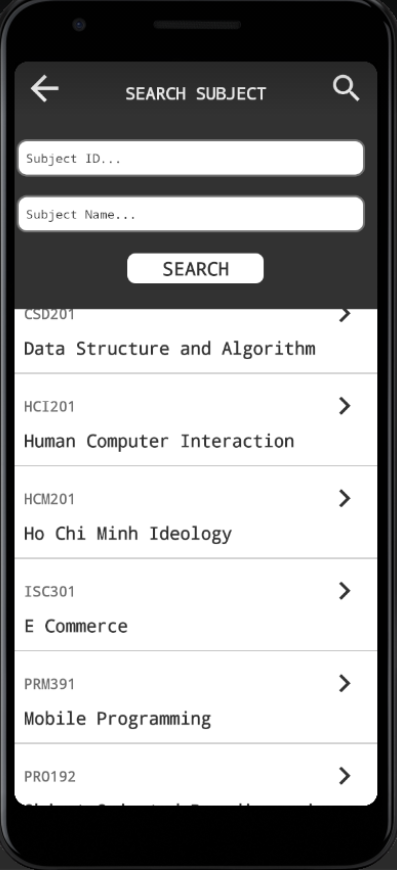 SEARCH SUBJECT
Subject ID...
Subject Name...
SEARCH
CSD201
Data Structure and Algorithm
HCI201
Human Computer Interaction
HCM201
Ho Chi Minh Ideology
ISC301
E Commerce
PRM391
Mobile Programming
PRO192